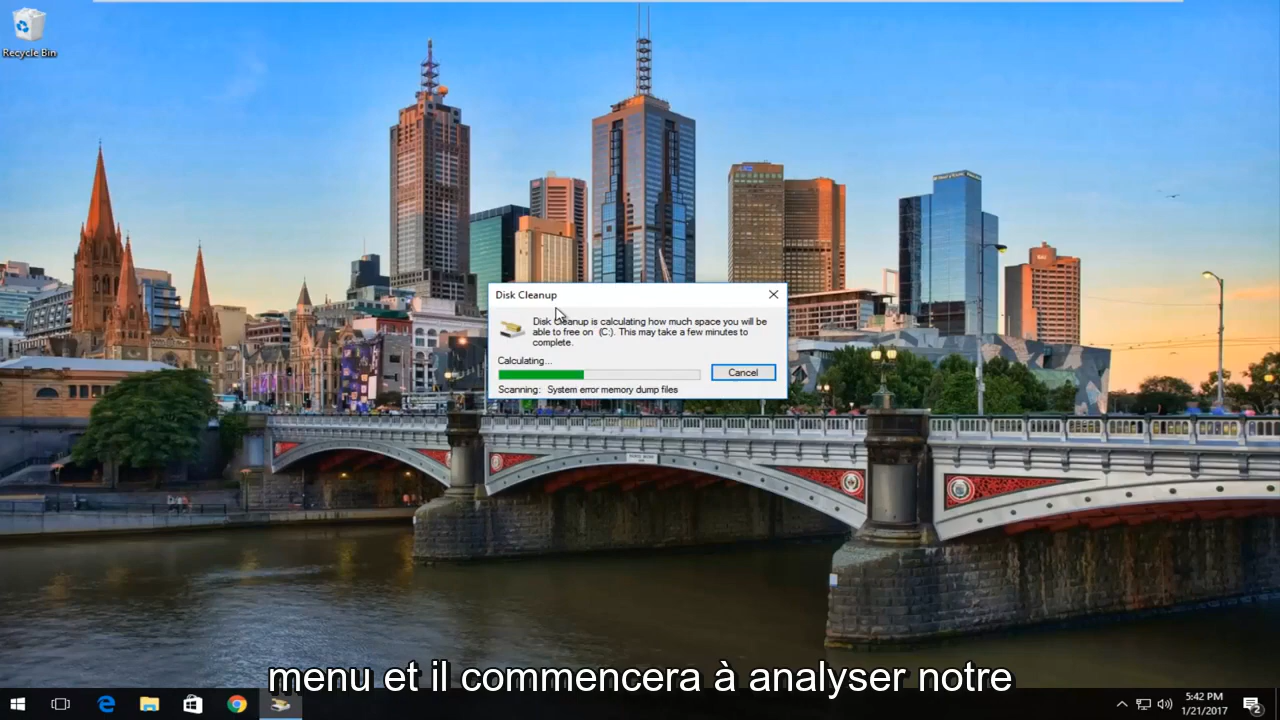 Recycle Bin
Disk Cleanup
Disk Cleanup is calculating how much space you will be
able to free on (C:). This may take a few minutes to
complete.
Calculating...
Cancel
Scanning: System error memory dump files
menu et il commencera à analyser notre
5:42 PM
1/21/2017
2